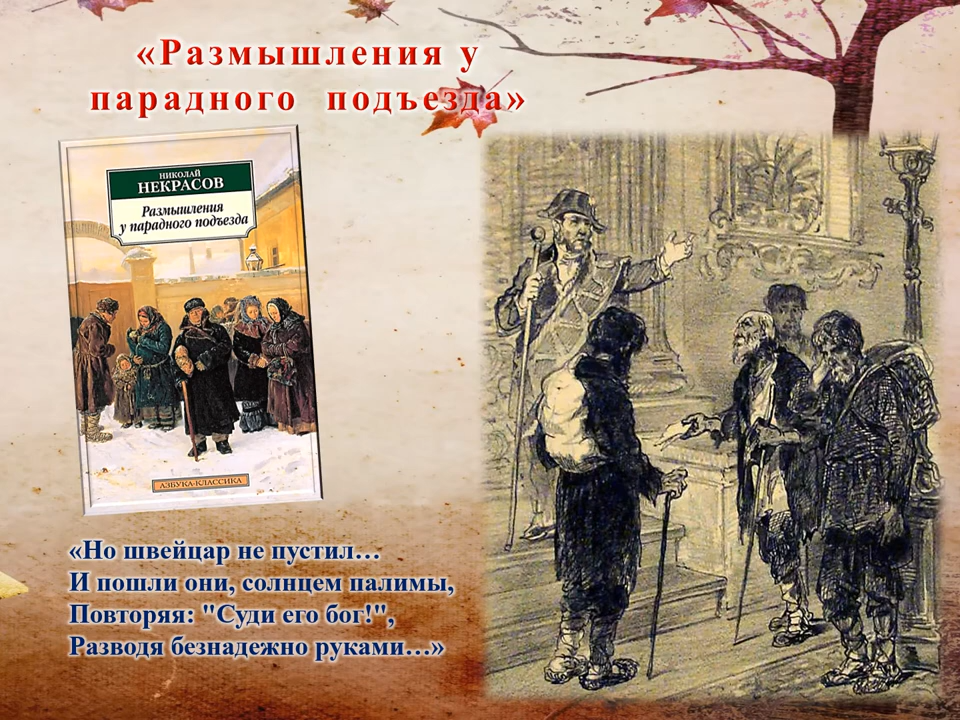 «Размышления у
парадного подъезда»
НИКОЛАЙ
НЕКРАСОВ
Размышления
у парадного подъезда
АЗБУКА-КЛАССИКА
«Но швейцар не пустил…
И пошли они, солнцем палимы,
Повторяя: "Суди его бог!",
Разводя безнадежно руками…»